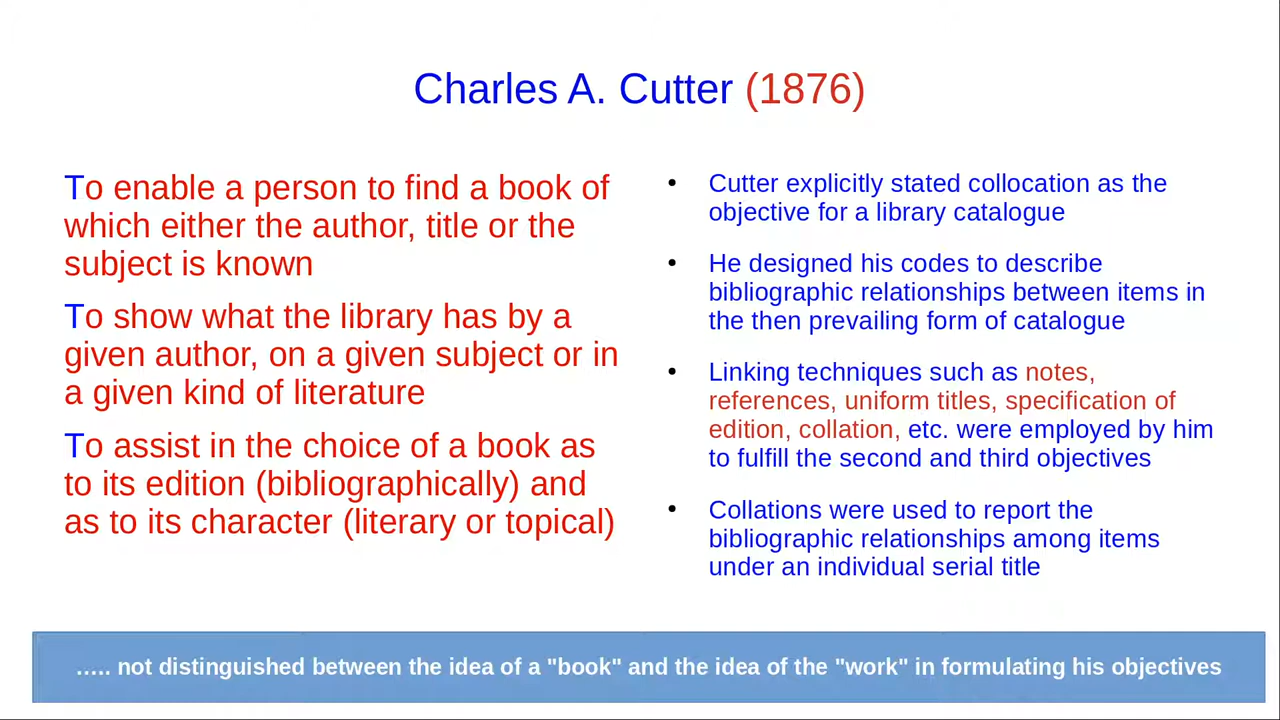 Charles A. Cutter (1876)
To enable a person to find a book of
which either the author, title or the
subject is known
To show what the library has by a
given author, on a given subject or in
a given kind of literature
To assist in the choice of a book as
to its edition (bibliographically) and
as to its character (literary or topical)
• Cutter explicitly stated collocation as the
objective for a library catalogue
• He designed his codes to describe
bibliographic relationships between items in
the then prevailing form of catalogue
• Linking techniques such as notes,
references, uniform titles, specification of
edition, collation, etc. were employed by him
to fulfill the second and third objectives
• Collations were used to report the
bibliographic relationships among items
under an individual serial title
….. not distinguished between the idea of a "book" and the idea of the "work" in formulating his objectives